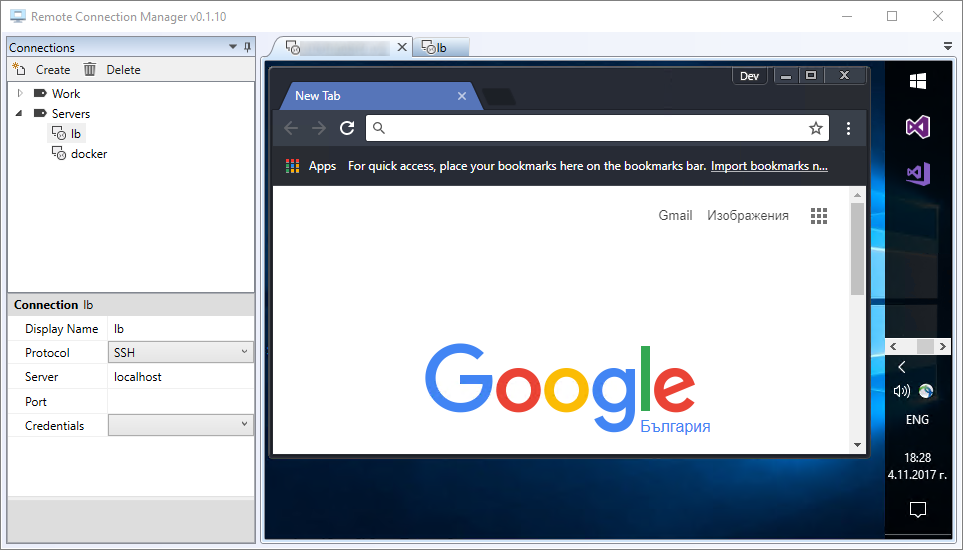 Remote Connection Manager v0.1.10
Connections
Create Delete
Work
Servers
lb
docker
Connection lb
Display Name lb
Protocol SSH
Server localhost
Port
Credentials
lb
Dev
New Tab
Apps For quick access, place your bookmarks here on the bookmarks bar. Import bookmarks n...
Gmail Изображения
Google
България
ENG
18:28
4.11.2017 г.